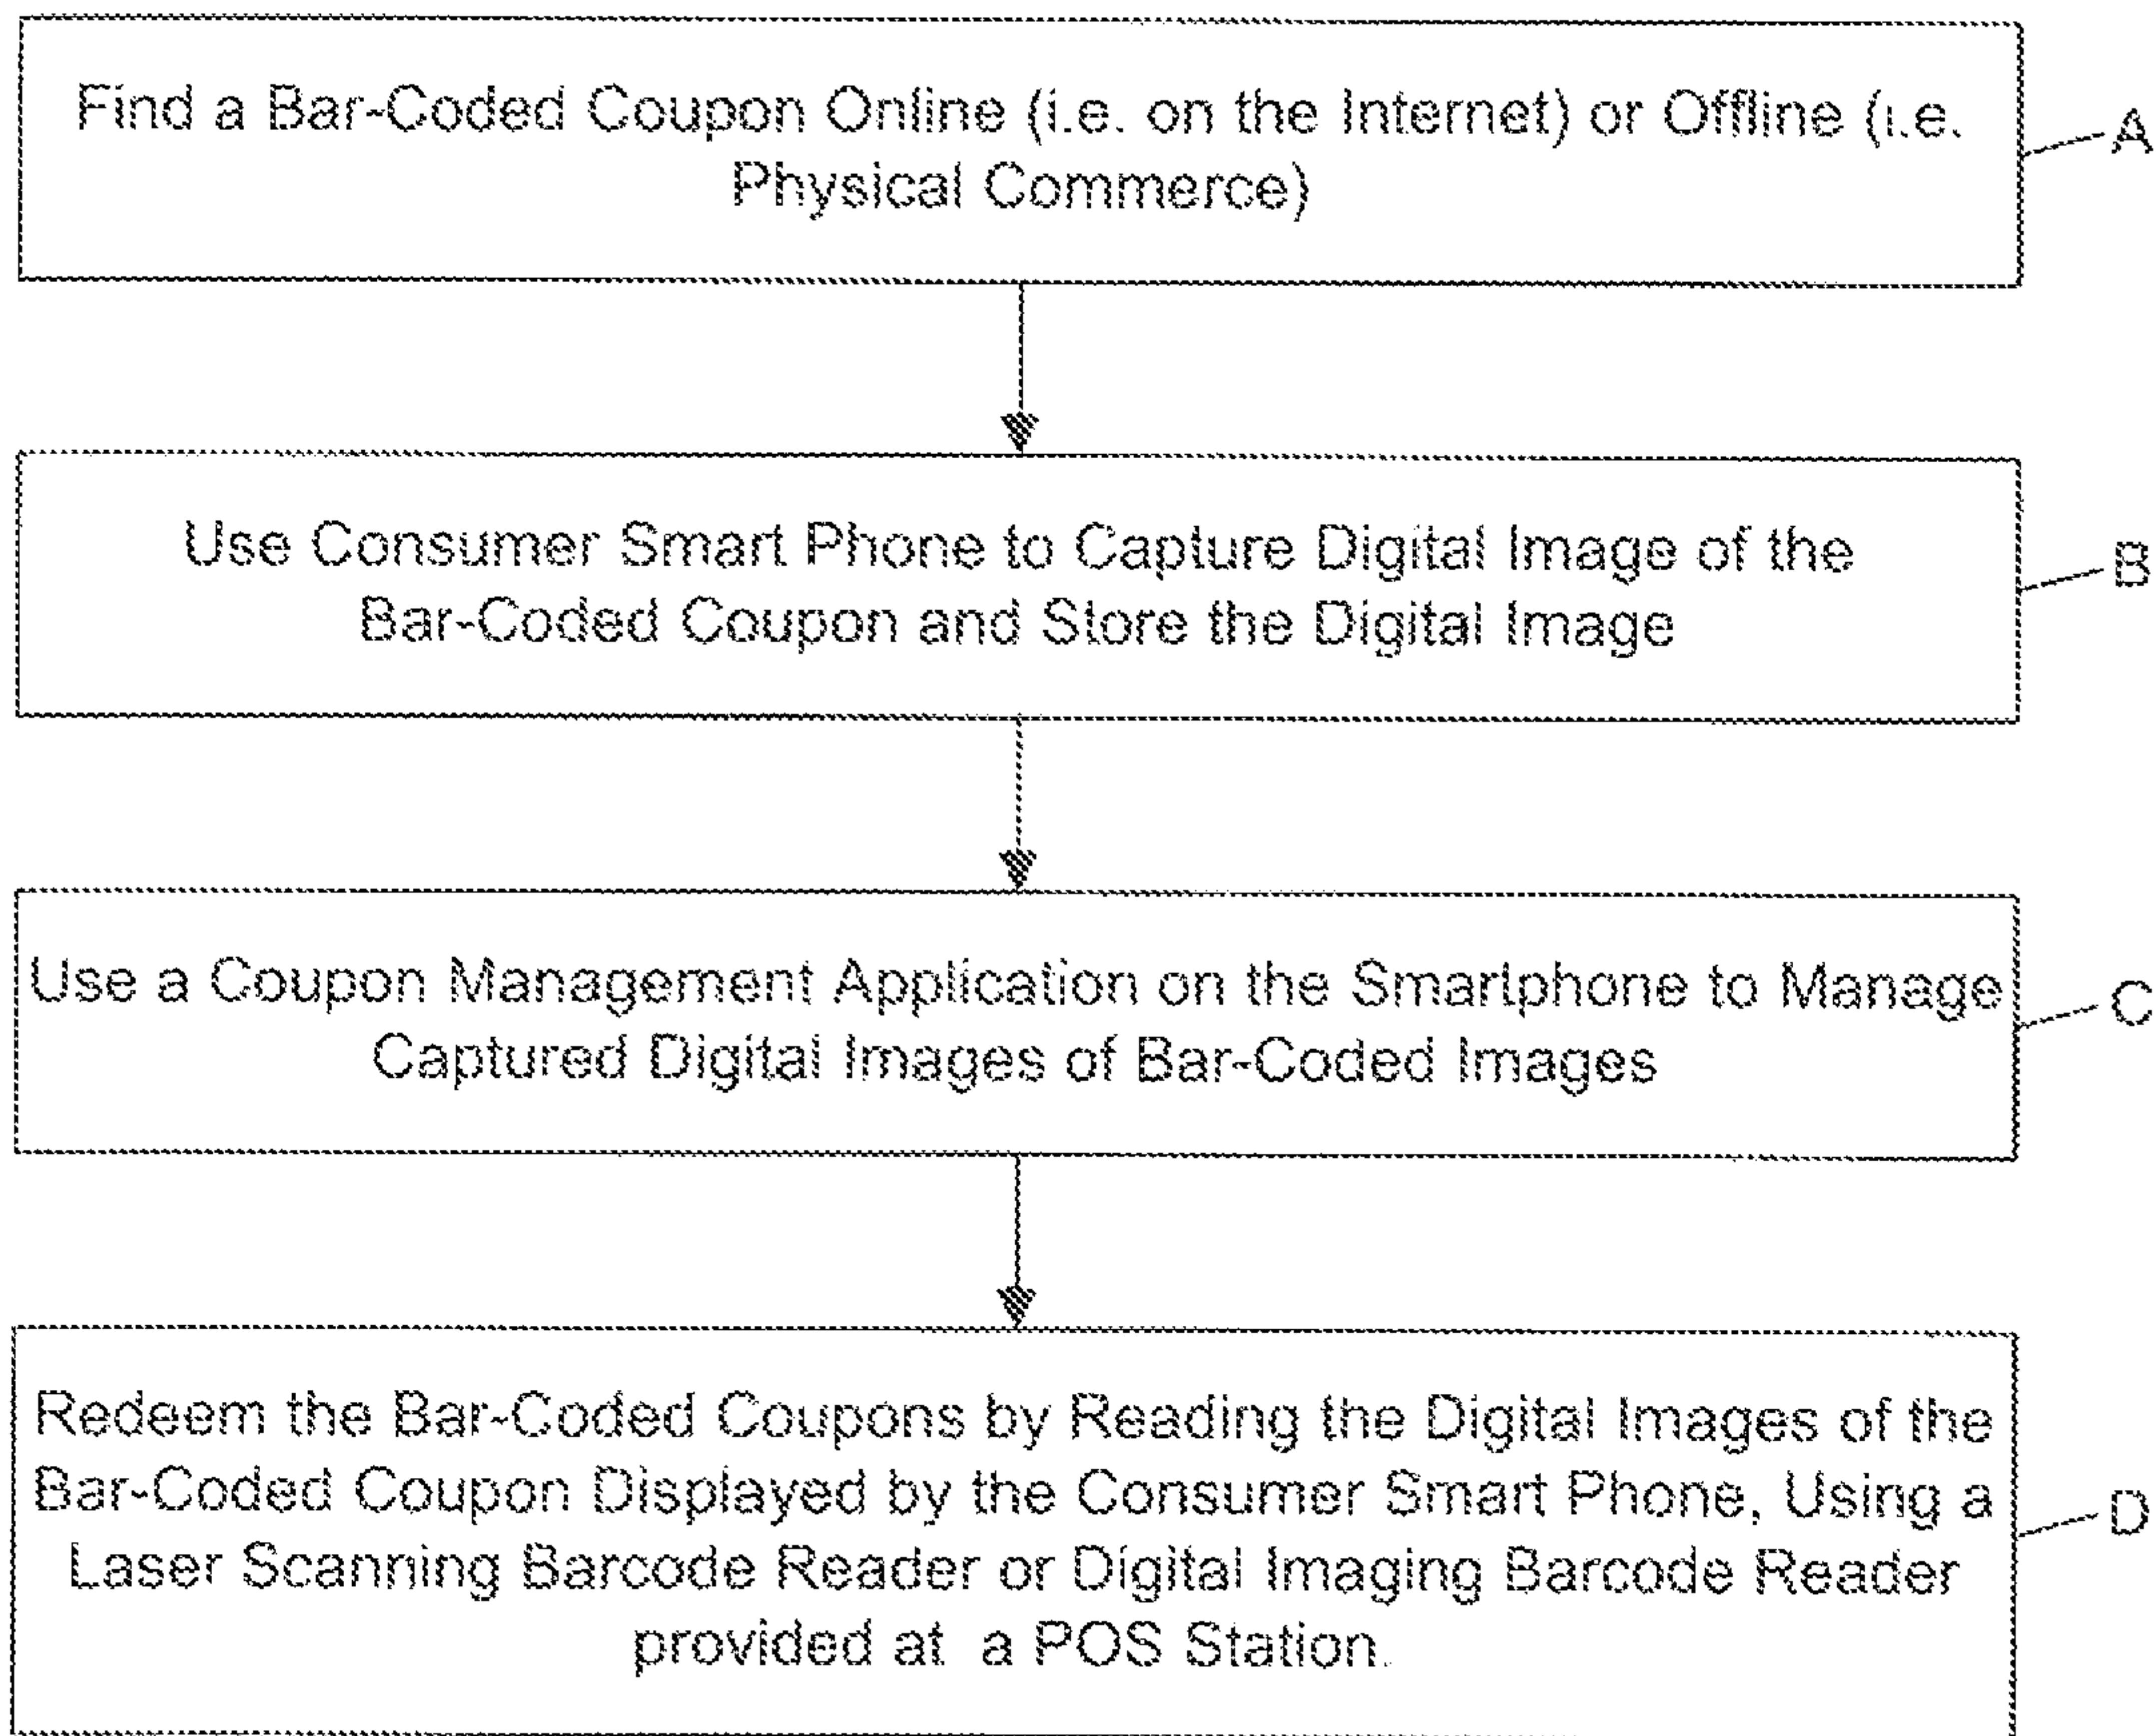 Find a Bar-Coded Coupon Online (i.e. on the Internet) or Offline (i.e.
Physical Commerce)
A
Use Consumer Smart Phone to Capture Digital Image of the
Bar-Coded Coupon and Store the Digital Image
B
Use a Coupon Management Application on the Smartphone to Manage
Captured Digital Images of Bar-Coded Images
C
Redeem the Bar-Coded Coupons by Reading the Digital Images of the
Bar-Coded Coupon Displayed by the Consumer Smart Phone, Using a
Laser Scanning Barcode Reader or Digital Imaging Barcode Reader
provided at a POS Station.
D